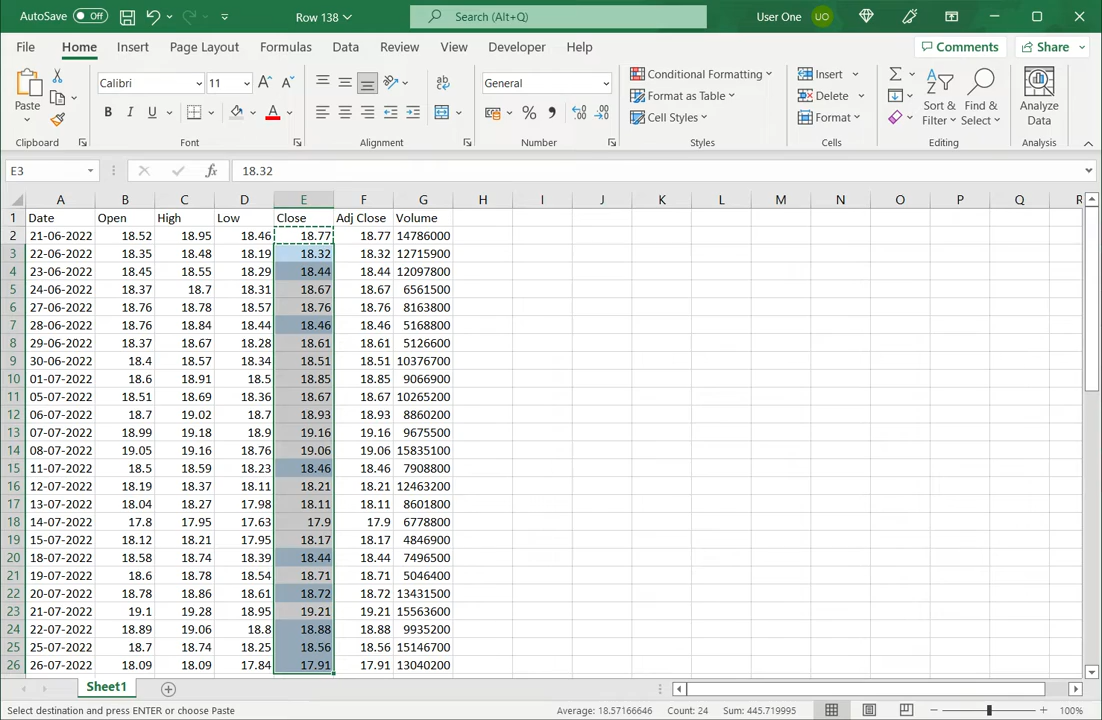 AutoSave Off Row 138 Search (Alt+Q) User One UO
File Home Insert Page Layout Formulas Data Review View Developer Help Comments Share
Paste Calibri 11 A A ab General Conditional Formatting Insert Sort & Find & Analyze
B I U A % Format as Table Delete Filter Select Data
Cell Styles Format
Clipboard Font Alignment Number Styles Cells Editing Analysis
E3 fx 18.32
A B C D E F G H I J K L M N O P Q R
1 Date Open High Low Close Adj Close Volume
2 21-06-2022 18.52 18.95 18.46 18.77 18.77 14786000
3 22-06-2022 18.35 18.48 18.19 18.32 18.32 12715900
4 23-06-2022 18.45 18.55 18.29 18.44 18.44 12097800
5 24-06-2022 18.37 18.7 18.31 18.67 18.67 6561500
6 27-06-2022 18.76 18.78 18.57 18.76 18.76 8163800
7 28-06-2022 18.76 18.84 18.44 18.46 18.46 5168800
8 29-06-2022 18.37 18.67 18.28 18.61 18.61 5126600
9 30-06-2022 18.4 18.57 18.34 18.51 18.51 10376700
10 01-07-2022 18.6 18.91 18.5 18.85 18.85 9066900
11 05-07-2022 18.51 18.69 18.36 18.67 18.67 10265200
12 06-07-2022 18.7 19.02 18.7 18.93 18.93 8860200
13 07-07-2022 18.99 19.18 18.9 19.16 19.16 9675500
14 08-07-2022 19.05 19.16 18.76 19.06 19.06 15835100
15 11-07-2022 18.5 18.59 18.23 18.46 18.46 7908800
16 12-07-2022 18.19 18.37 18.11 18.21 18.21 12463200
17 13-07-2022 18.04 18.27 17.98 18.11 18.11 8601800
18 14-07-2022 17.8 17.95 17.63 17.9 17.9 6778800
19 15-07-2022 18.12 18.21 17.95 18.17 18.17 4846900
20 18-07-2022 18.58 18.74 18.39 18.44 18.44 7496500
21 19-07-2022 18.6 18.78 18.54 18.71 18.71 5046400
22 20-07-2022 18.78 18.86 18.61 18.72 18.72 13431500
23 21-07-2022 19.1 19.28 18.95 19.21 19.21 15563600
24 22-07-2022 18.89 19.06 18.8 18.88 18.88 9935200
25 25-07-2022 18.7 18.74 18.25 18.56 18.56 15146700
26 26-07-2022 18.09 18.09 17.84 17.91 17.91 13040200
Sheet1
Select destination and press ENTER or choose Paste Average: 18.57166646 Count: 24 Sum: 445.719995 100%